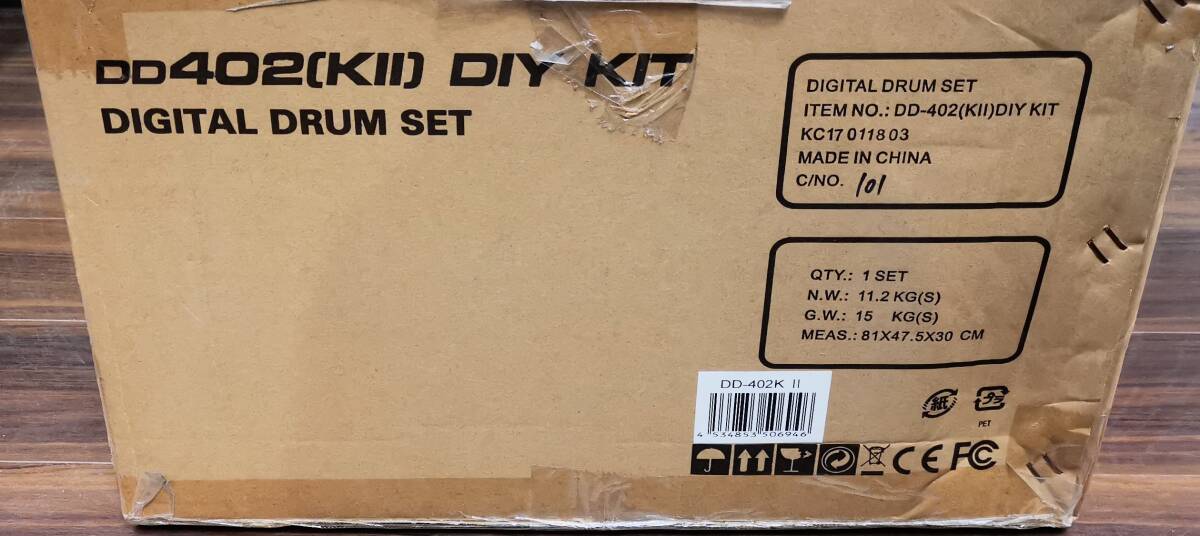 DD402(KII) DIY KIT
DIGITAL DRUM SET
DIGITAL DRUM SET
ITEM NO.: DD-402(KII)DIY KIT
KC17 011803
MADE IN CHINA
C/NO. 101
QTY.: 1 SET
N.W.: 11.2 KG(S)
G.W.: 15 KG(S)
MEAS.: 81X47.5X30 CM
DD-402K II
4 534853 506946
紙
プラ
PET
CE FC